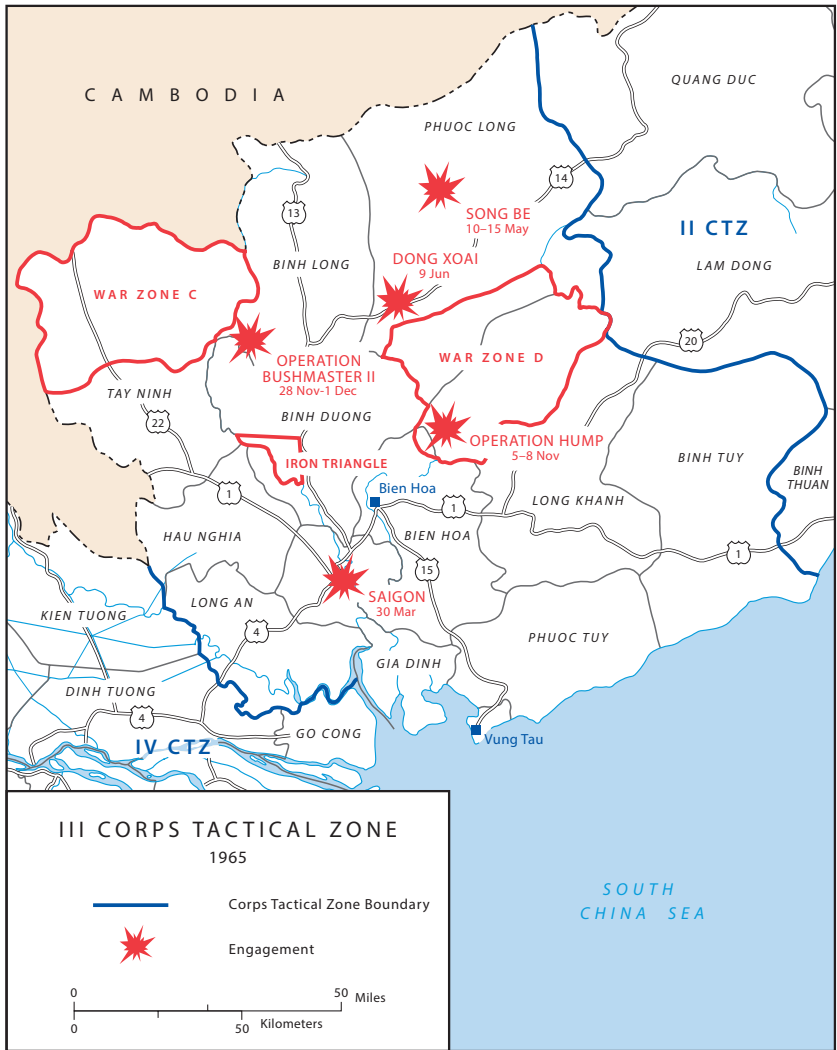 CAMBODIA
QUANG DUC
PHUOC LONG
14
13
SONG BE
10–15 May
II CTZ
DONG XOAI
9 Jun
BINH LONG
LAM DONG
WAR ZONE C
20
WAR ZONE D
OPERATION
BUSHMASTER II
28 Nov-1 Dec
TAY NINH
22
BINH DUONG
OPERATION HUMP
5–8 Nov
BINH TUY
IRON TRIANGLE
BINH
THUAN
1
Bien Hoa
1
LONG KHANH
HAU NGHIA
BIEN HOA
1
15
LONG AN
SAIGON
30 Mar
KIEN TUONG
4
PHUOC TUY
GIA DINH
DINH TUONG
4
GO CONG
IV CTZ
Vung Tau
III CORPS TACTICAL ZONE
1965
Corps Tactical Zone Boundary
Engagement
0
50
Miles
0
50
Kilometers
SOUTH
CHINA SEA